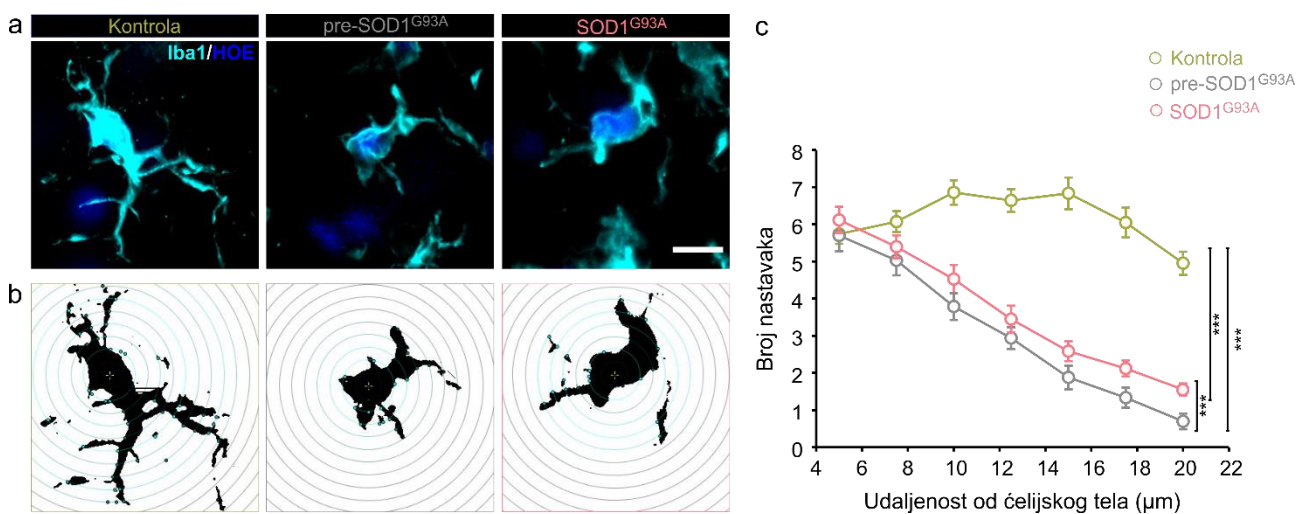 a
Kontrola
pre-SOD1G93A
SOD1G93A
Iba1/HOE
b
c
Kontrola
pre-SOD1G93A
SOD1G93A
Broj nastavaka
8
7
6
5
4
3
2
1
0
***
***
***
4 6 8 10 12 14 16 18 20 22
Udaljenost od ćelijskog tela (µm)